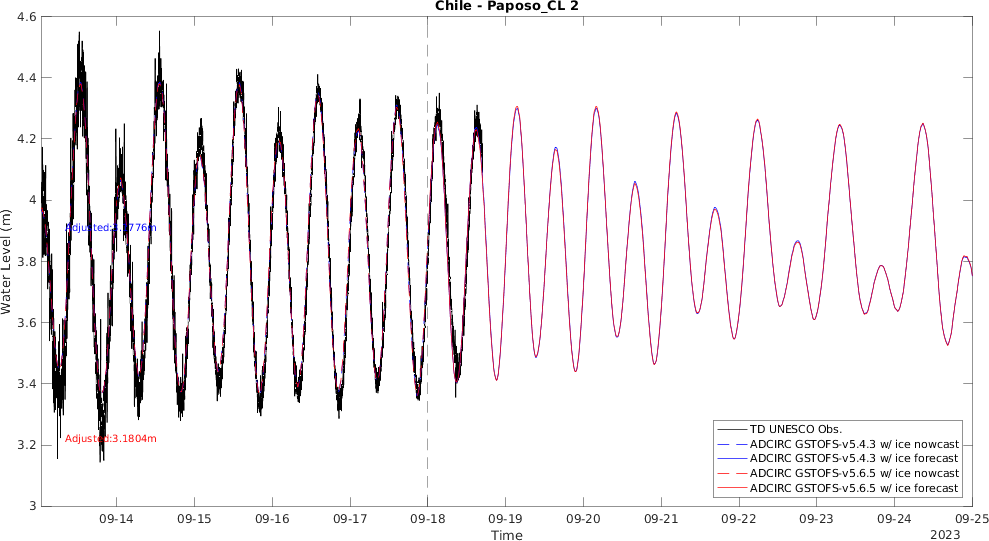 Chile - Paposo_CL 2
4.6
4.4
4.2
4
3.8
3.6
3.4
3.2
3
Water Level (m)
Adjusted:3.1804m
TD UNESCO Obs.
ADCIRC GSTOFS-v5.4.3 w/ ice nowcast
ADCIRC GSTOFS-v5.4.3 w/ ice forecast
ADCIRC GSTOFS-v5.6.5 w/ ice nowcast
ADCIRC GSTOFS-v5.6.5 w/ ice forecast
09-14
09-15
09-16
09-17
09-18
09-19
09-20
09-21
09-22
09-23
09-24
09-25
Time
2023